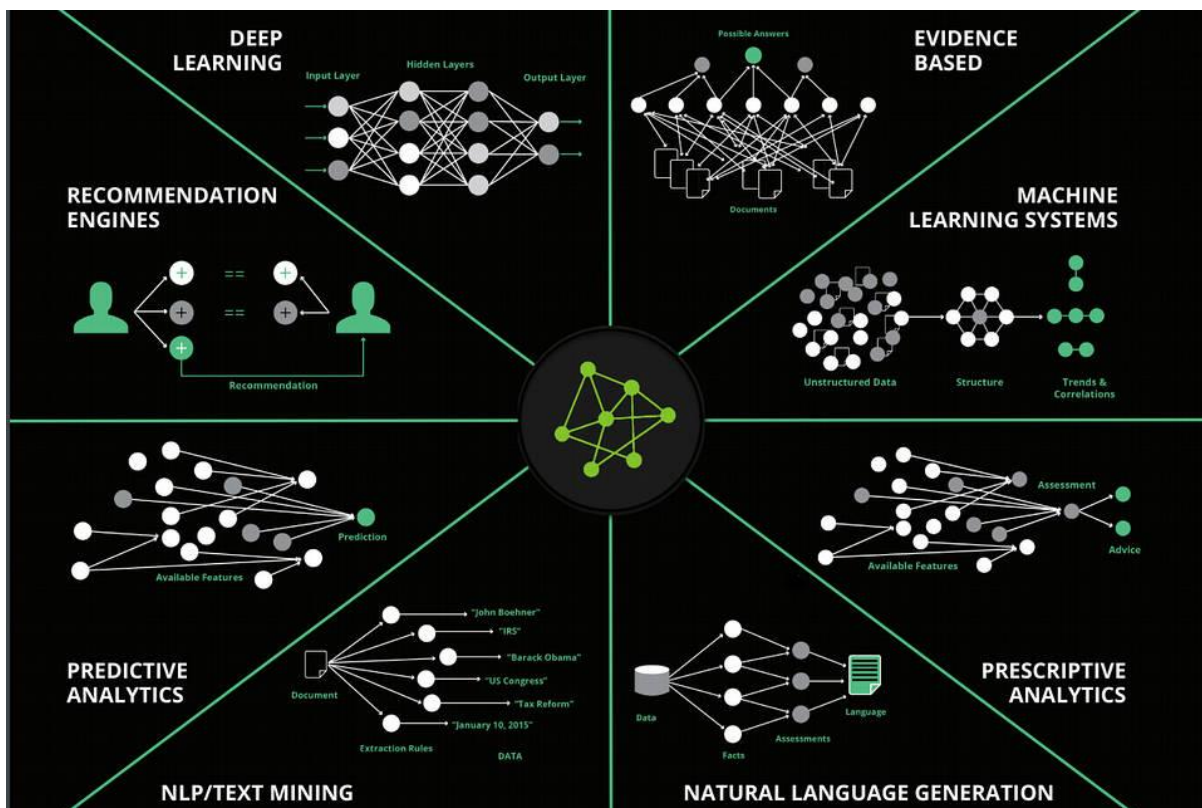 DEEP
LEARNING
Input Layer
Hidden Layers
Output Layer
Possible Answers
Documents
EVIDENCE
BASED
RECOMMENDATION
ENGINES
+ == +
+ == +
+
Recommendation
MACHINE
LEARNING SYSTEMS
Unstructured Data
Structure
Trends &
Correlations
Prediction
Available Features
PREDICTIVE
ANALYTICS
Assessment
Advice
Available Features
PRESCRIPTIVE
ANALYTICS
Document
"John Boehner"
"IRS"
"Barack Obama"
"US Congress"
"Tax Reform"
"January 10, 2015"
Extraction Rules
DATA
NLP/TEXT MINING
Data
Facts
Assessments
Language
NATURAL LANGUAGE GENERATION